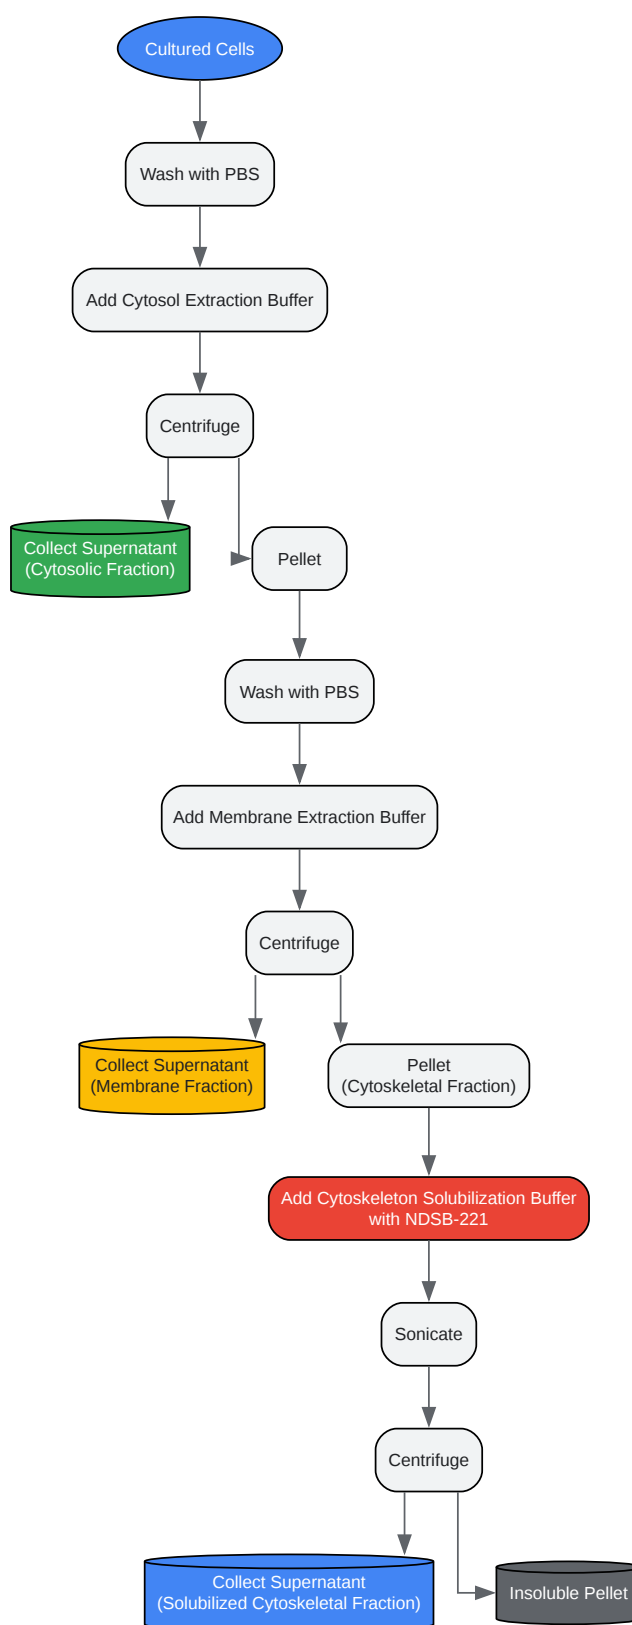 Cultured Cells
Wash with PBS
Add Cytosol Extraction Buffer
Centrifuge
Collect Supernatant
(Cytosolic Fraction)
Pellet
Wash with PBS
Add Membrane Extraction Buffer
Centrifuge
Collect Supernatant
(Membrane Fraction)
Pellet
(Cytoskeletal Fraction)
Add Cytoskeleton Solubilization Buffer
with NDSB-221
Sonicate
Centrifuge
Collect Supernatant
(Solubilized Cytoskeletal Fraction)
Insoluble Pellet